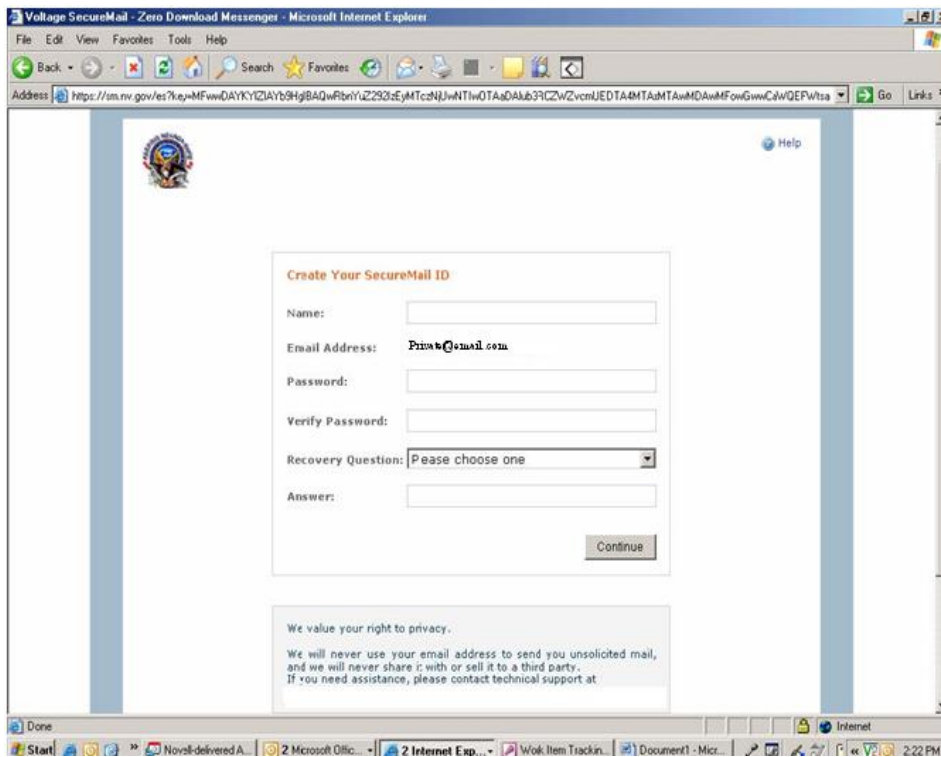 Voltage SecureMail - Zero Download Messenger - Microsoft Internet Explorer
File Edit View Favorites Tools Help
Back Search Favorites
Address Go Links
Help
Create Your SecureMail ID
Name:
Email Address: Private@email.com
Password:
Verify Password:
Recovery Question: Pease choose one
Answer:
Continue
We value your right to privacy.
We will never use your email address to send you unsolicited mail,
and we will never share it with or sell it to a third party.
If you need assistance, please contact technical support at
Done Internet
Start Novell-delivered A... 2 Microsoft Offic... 2 Internet Exp... Work Item Trackin... Document1 - Micr... 2:22 PM